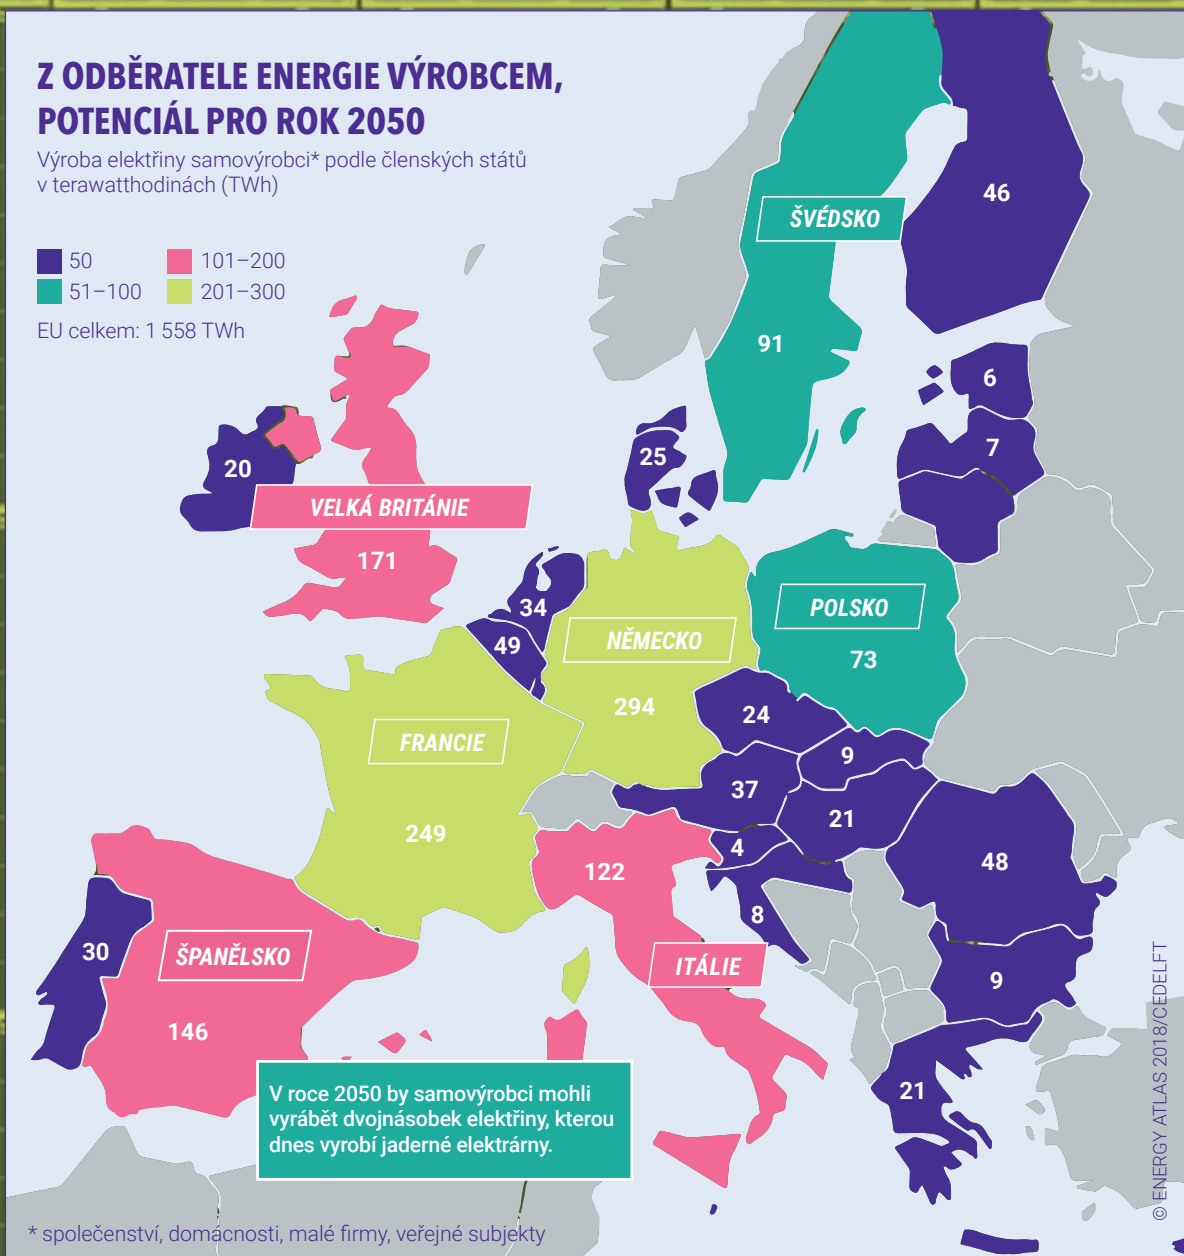 Z ODBĚRATELE ENERGIE VÝROBCEM,
POTENCIÁL PRO ROK 2050
Výroba elektřiny samovýrobci* podle členských států
v terawatthodinách (TWh)
50
101–200
51–100
201–300
EU celkem: 1 558 TWh
46
ŠVÉDSKO
91
6
7
25
20
VELKÁ BRITÁNIE
171
34
49
NĚMECKO
294
POLSKO
73
24
9
FRANCIE
249
37
21
4
48
122
8
30
ŠPANĚLSKO
146
ITÁLIE
9
21
V roce 2050 by samovýrobci mohli
vyrábět dvojnásobek elektřiny, kterou
dnes vyrobí jaderné elektrárny.
© ENERGY ATLAS 2018/CEDELFT
* společenství, domácnosti, malé firmy, veřejné subjekty